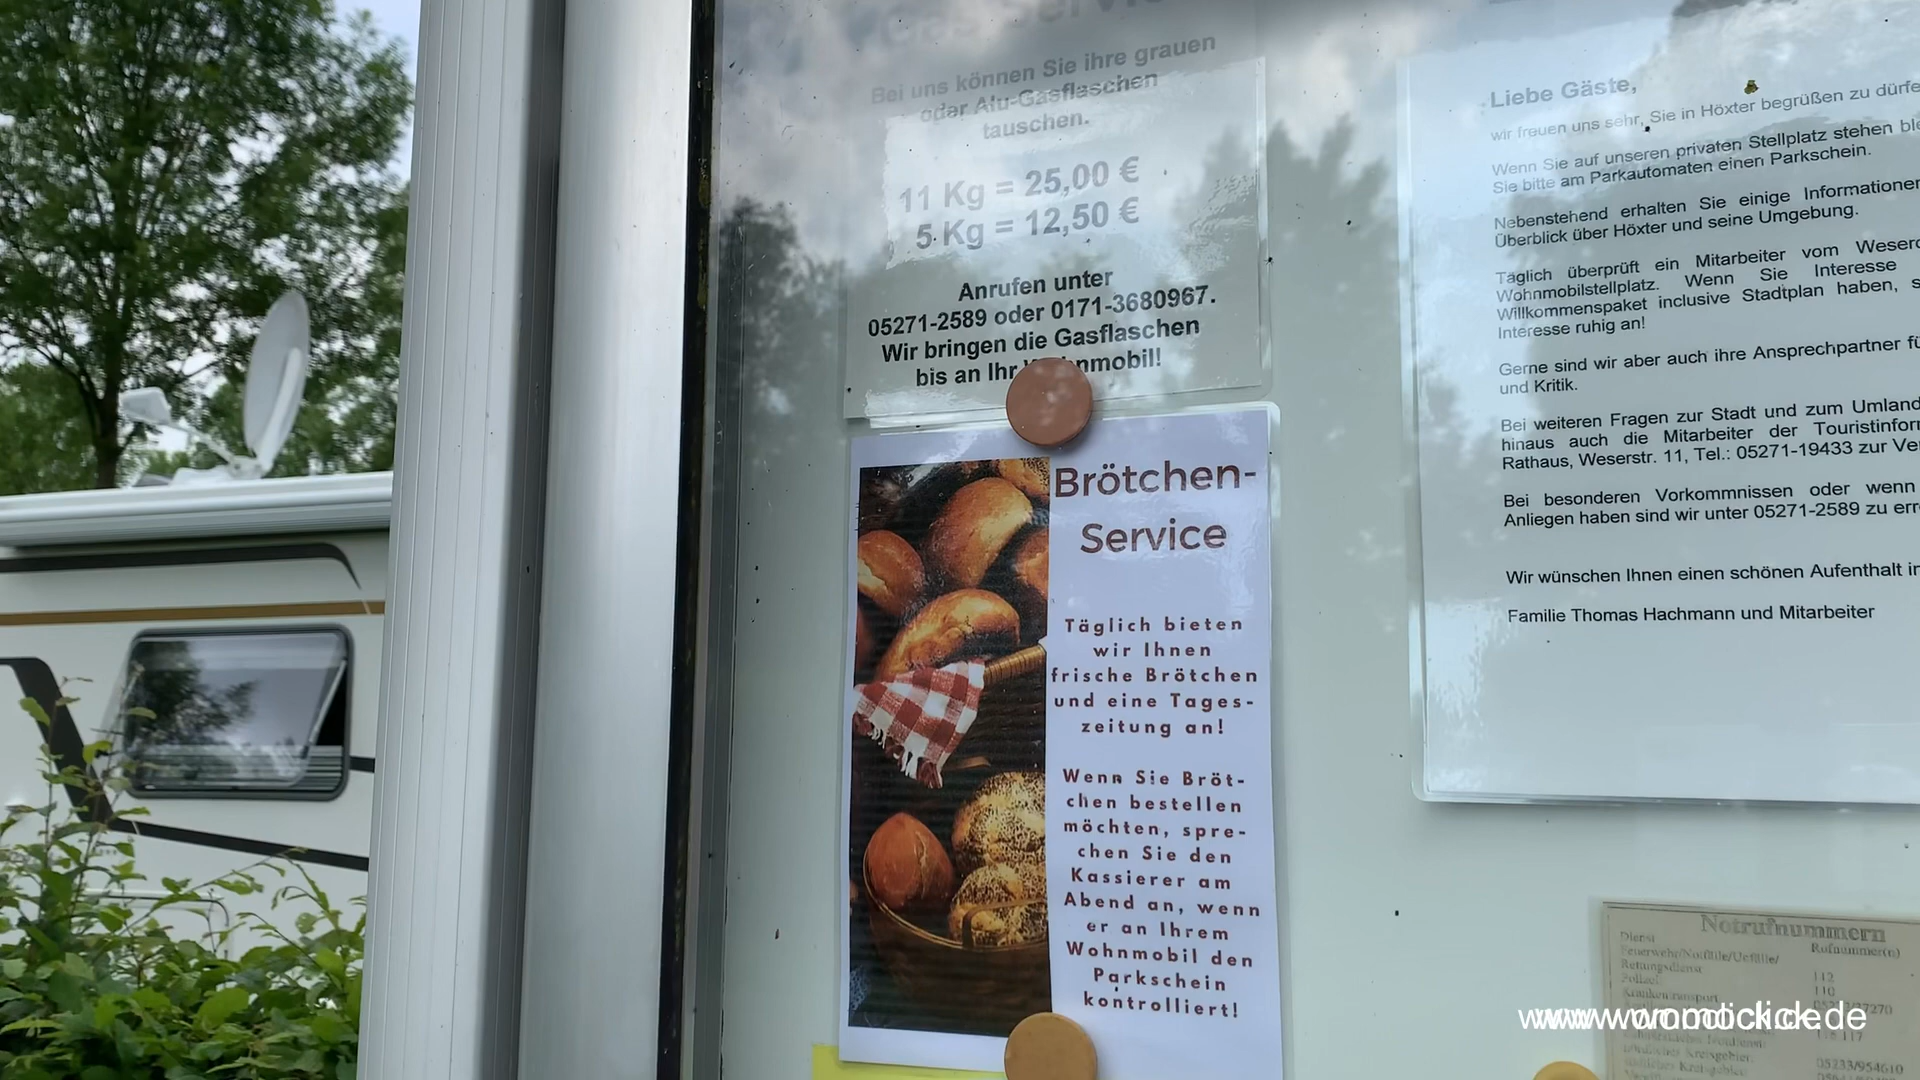 Gas Service
Bei uns können Sie ihre grauen
oder Alu-Gasflaschen
tauschen.
11 Kg = 25,00 €
5 Kg = 12,50 €
Anrufen unter
05271-2589 oder 0171-3680967.
Wir bringen die Gasflaschen
bis an Ihr Wohnmobil!
Brötchen-
Service
Täglich bieten
wir Ihnen
frische Brötchen
und eine Tages-
zeitung an!
Wenn Sie Bröt-
chen bestellen
möchten, spre-
chen Sie den
Kassierer am
Abend an, wenn
er an Ihrem
Wohnmobil den
Parkschein
kontrolliert!
Liebe Gäste,
wir freuen uns sehr, Sie in Höxter begrüßen zu dürfe
Wenn Sie auf unseren privaten Stellplatz stehen ble
Sie bitte am Parkautomaten einen Parkschein.
Nebenstehend erhalten Sie einige Informationen
Überblick über Höxter und seine Umgebung.
Täglich überprüft ein Mitarbeiter vom Weser
Wohnmobilstellplatz. Wenn Sie Interesse
Willkommenspaket inclusive Stadtplan haben, s
Interesse ruhig an!
Gerne sind wir aber auch ihre Ansprechpartner fü
und Kritik.
Bei weiteren Fragen zur Stadt und zum Umland
hinaus auch die Mitarbeiter der Touristinfor
Rathaus, Weserstr. 11, Tel.: 05271-19433 zur Ve
Bei besonderen Vorkommnissen oder wenn
Anliegen haben sind wir unter 05271-2589 zu err
Wir wünschen Ihnen einen schönen Aufenthalt in
Familie Thomas Hachmann und Mitarbeiter
Notrufnummern
Dienst Rufnummer(n)
Feuerwehr/Notfälle/Unfälle/
Rettungsdienst 112
Polizei 110
Krankentransport
05233/954610